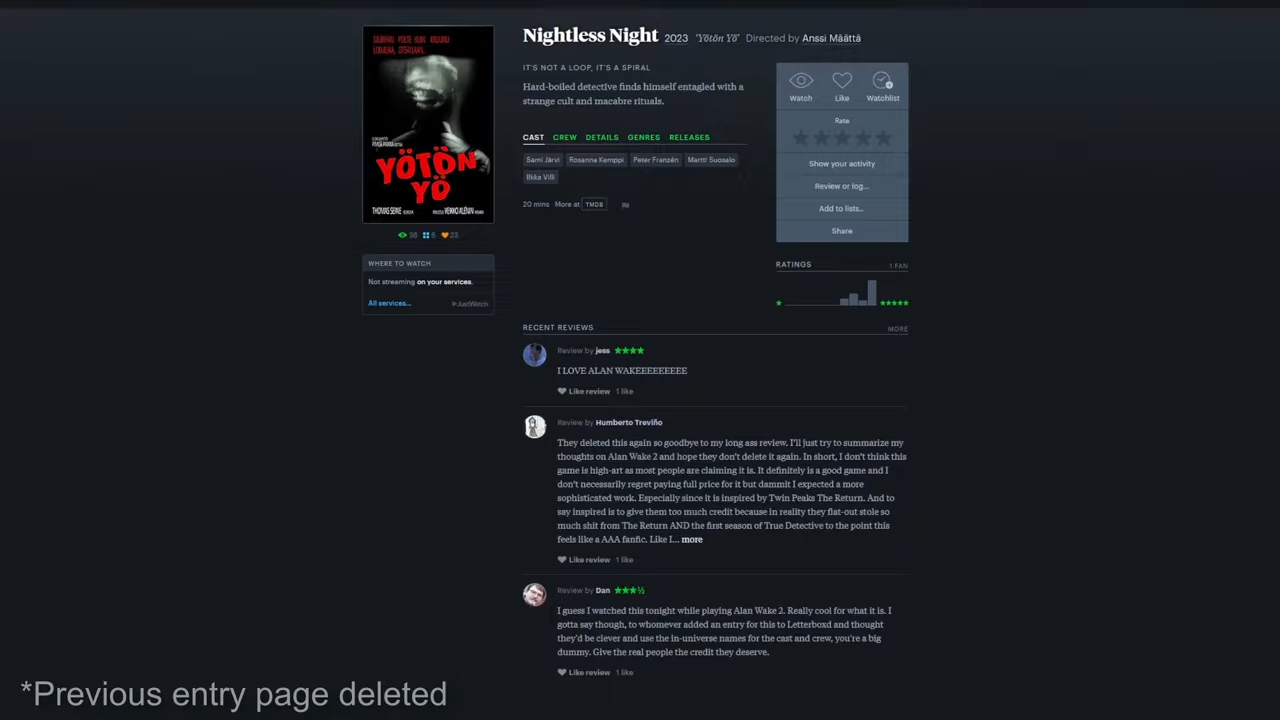 Nightless Night 2023 "Yötön Yö" Directed by Anssi Määttä
IT'S NOT A LOOP, IT'S A SPIRAL
Hard-boiled detective finds himself entagled with a
strange cult and macabre rituals.
CAST CREW DETAILS GENRES RELEASES
Sami Järvi Rosanna Kemppi Peter Franzén Martti Suosalo
Ilkka Villi
20 mins More at TMDB
YÖTÖN
YÖ
36 6 23
WHERE TO WATCH
Not streaming on your services.
All services... JustWatch
Watch Like Watchlist
Rate
Show your activity
Review or log...
Add to lists...
Share
RATINGS 1 FAN
RECENT REVIEWS MORE
Review by jess ★★★★
I LOVE ALAN WAKEEEEEEEEE
Like review 1 like
Review by Humberto Treviño
They deleted this again so goodbye to my long ass review. I'll just try to summarize my
thoughts on Alan Wake 2 and hope they don't delete it again. In short, I don't think this
game is high-art as most people are claiming it is. It definitely is a good game and I
don't necessarily regret paying full price for it but dammit I expected a more
sophisticated work. Especially since it is inspired by Twin Peaks The Return. And to
say inspired is to give them too much credit because in reality they flat-out stole so
much shit from The Return AND the first season of True Detective to the point this
feels like a AAA fanfic. Like I... more
Like review 1 like
Review by Dan ★★★½
I guess I watched this tonight while playing Alan Wake 2. Really cool for what it is. I
gotta say though, to whomever added an entry for this to Letterboxd and thought
they'd be clever and use the in-universe names for the cast and crew, you're a big
dummy. Give the real people the credit they deserve.
Like review 1 like
*Previous entry page deleted